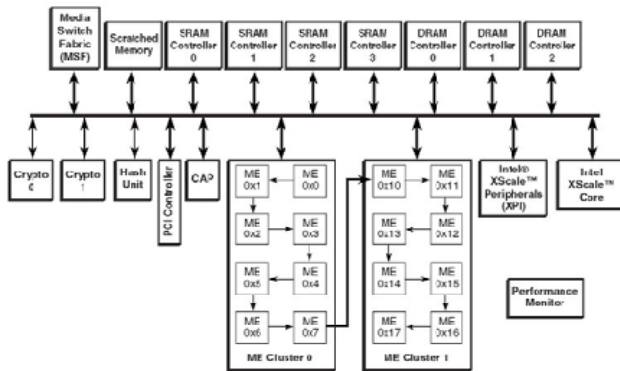 Media
Switch
Fabric
(MSF)
Scratched
Memory
SRAM
Controller
0
SRAM
Controller
1
SRAM
Controller
2
SRAM
Controller
3
DRAM
Controller
0
DRAM
Controller
1
DRAM
Controller
2
Crypto
0
Crypto
1
Hash
Unit
PCI Controller
CAP
ME
0x1
ME
0x0
ME
0x2
ME
0x3
ME
0x5
ME
0x4
ME
0x6
ME
0x7
ME Cluster 0
ME
0x10
ME
0x11
ME
0x13
ME
0x12
ME
0x14
ME
0x15
ME
0x17
ME
0x16
ME Cluster 1
Intel®
XScale™
Peripherals
(XPI)
Intel
XScale™
Core
Performance
Monitor